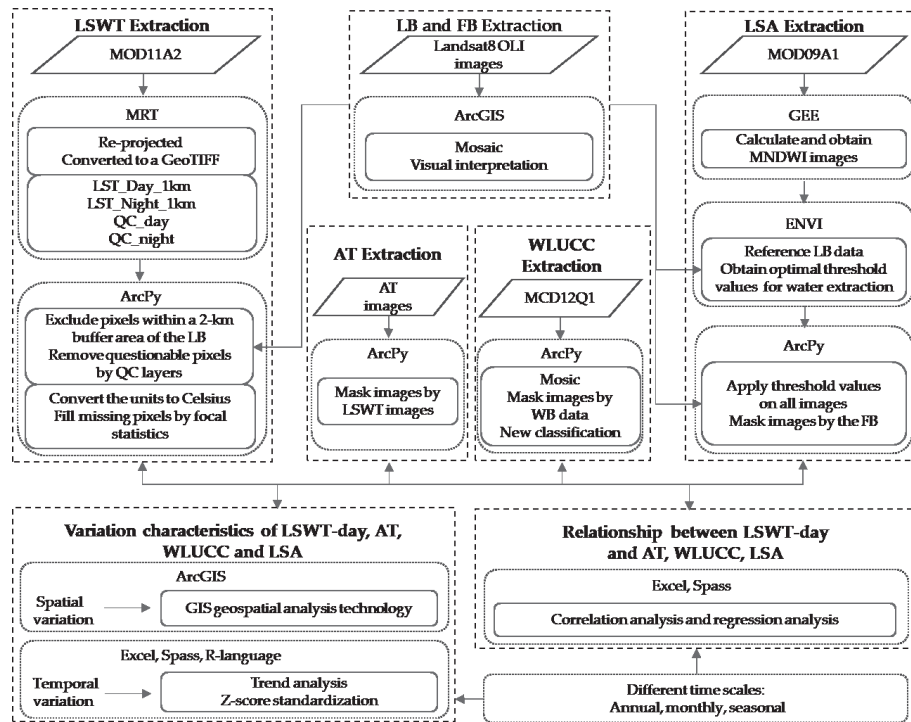 LSWT Extraction
MOD11A2
MRT
Re-projected
Converted to a GeoTIFF
LST_Day_1km
LST_Night_1km
QC_day
QC_night
ArcPy
Exclude pixels within a 2-km
buffer area of the LB
Remove questionable pixels
by QC layers
Convert the units to Celsius
Fill missing pixels by focal
statistics
LB and FB Extraction
Landsat8 OLI
images
ArcGIS
Mosaic
Visual interpretation
AT Extraction
AT
images
ArcPy
Mask images by
LSWT images
WLUCC
Extraction
MCD12Q1
ArcPy
Mosic
Mask images by
WB data
New classification
LSA Extraction
MOD09A1
GEE
Calculate and obtain
MNDWI images
ENVI
Reference LB data
Obtain optimal threshold
values for water extraction
ArcPy
Apply threshold values
on all images
Mask images by the FB
Variation characteristics of LSWT-day, AT,
WLUCC and LSA
ArcGIS
Spatial
variation
GIS geospatial analysis technology
Excel, Spass, R-language
Temporal
variation
Trend analysis
Z-score standardization
Relationship between LSWT-day
and AT, WLUCC, LSA
Excel, Spass
Correlation analysis and regression analysis
Different time scales:
Annual, monthly, seasonal